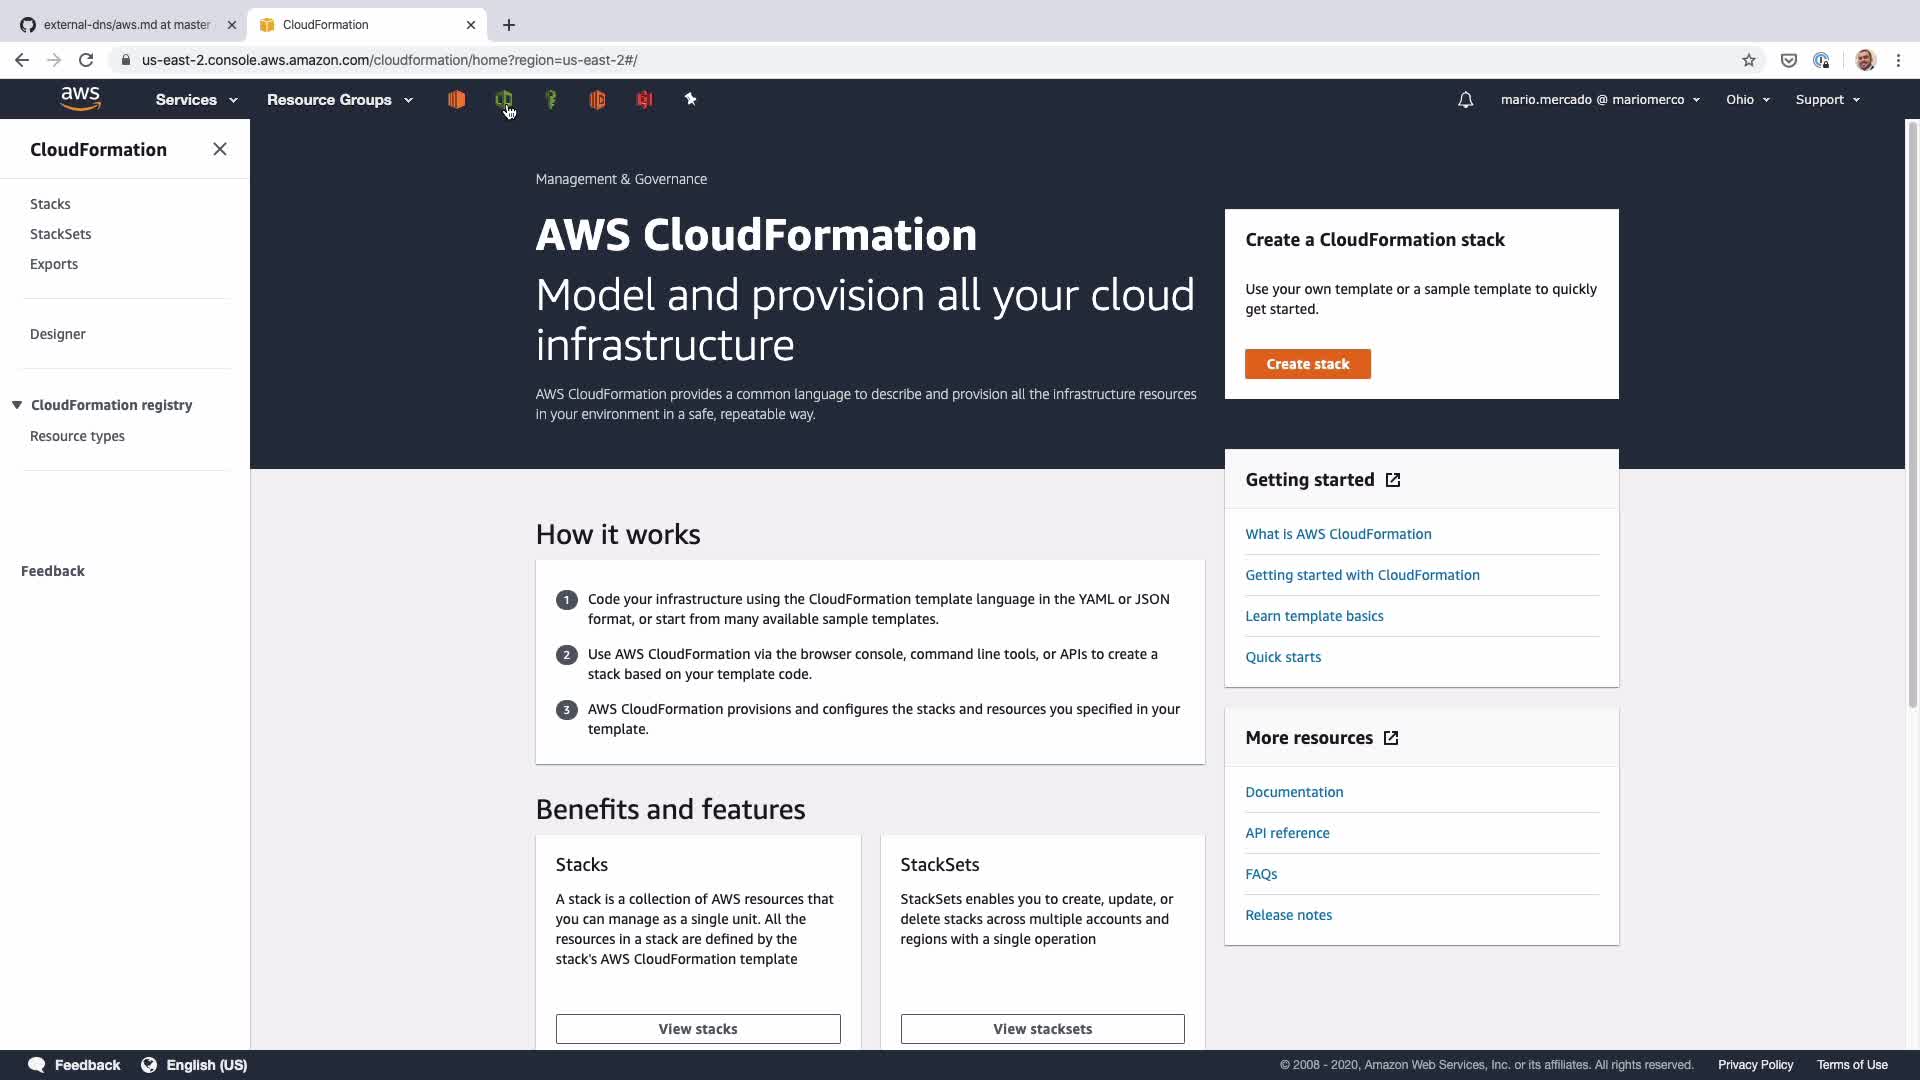 external-dns/aws.md at master
CloudFormation
us-east-2.console.aws.amazon.com/cloudformation/home?region=us-east-2#/
aws
Services
Resource Groups
mario.mercado @ mariomerco
Ohio
Support
CloudFormation
Stacks
StackSets
Exports
Designer
CloudFormation registry
Resource types
Feedback
Management & Governance
AWS CloudFormation
Model and provision all your cloud
infrastructure
AWS CloudFormation provides a common language to describe and provision all the infrastructure resources
in your environment in a safe, repeatable way.
Create a CloudFormation stack
Use your own template or a sample template to quickly
get started.
Create stack
Getting started
What is AWS CloudFormation
Getting started with CloudFormation
Learn template basics
Quick starts
How it works
1 Code your infrastructure using the CloudFormation template language in the YAML or JSON
format, or start from many available sample templates.
2 Use AWS CloudFormation via the browser console, command line tools, or APIs to create a
stack based on your template code.
3 AWS CloudFormation provisions and configures the stacks and resources you specified in your
template.
More resources
Documentation
API reference
FAQs
Release notes
Benefits and features
Stacks
A stack is a collection of AWS resources that
you can manage as a single unit. All the
resources in a stack are defined by the
stack's AWS CloudFormation template
View stacks
StackSets
StackSets enables you to create, update, or
delete stacks across multiple accounts and
regions with a single operation
View stacksets
Feedback
English (US)
© 2008 - 2020, Amazon Web Services, Inc. or its affiliates. All rights reserved.
Privacy Policy
Terms of Use